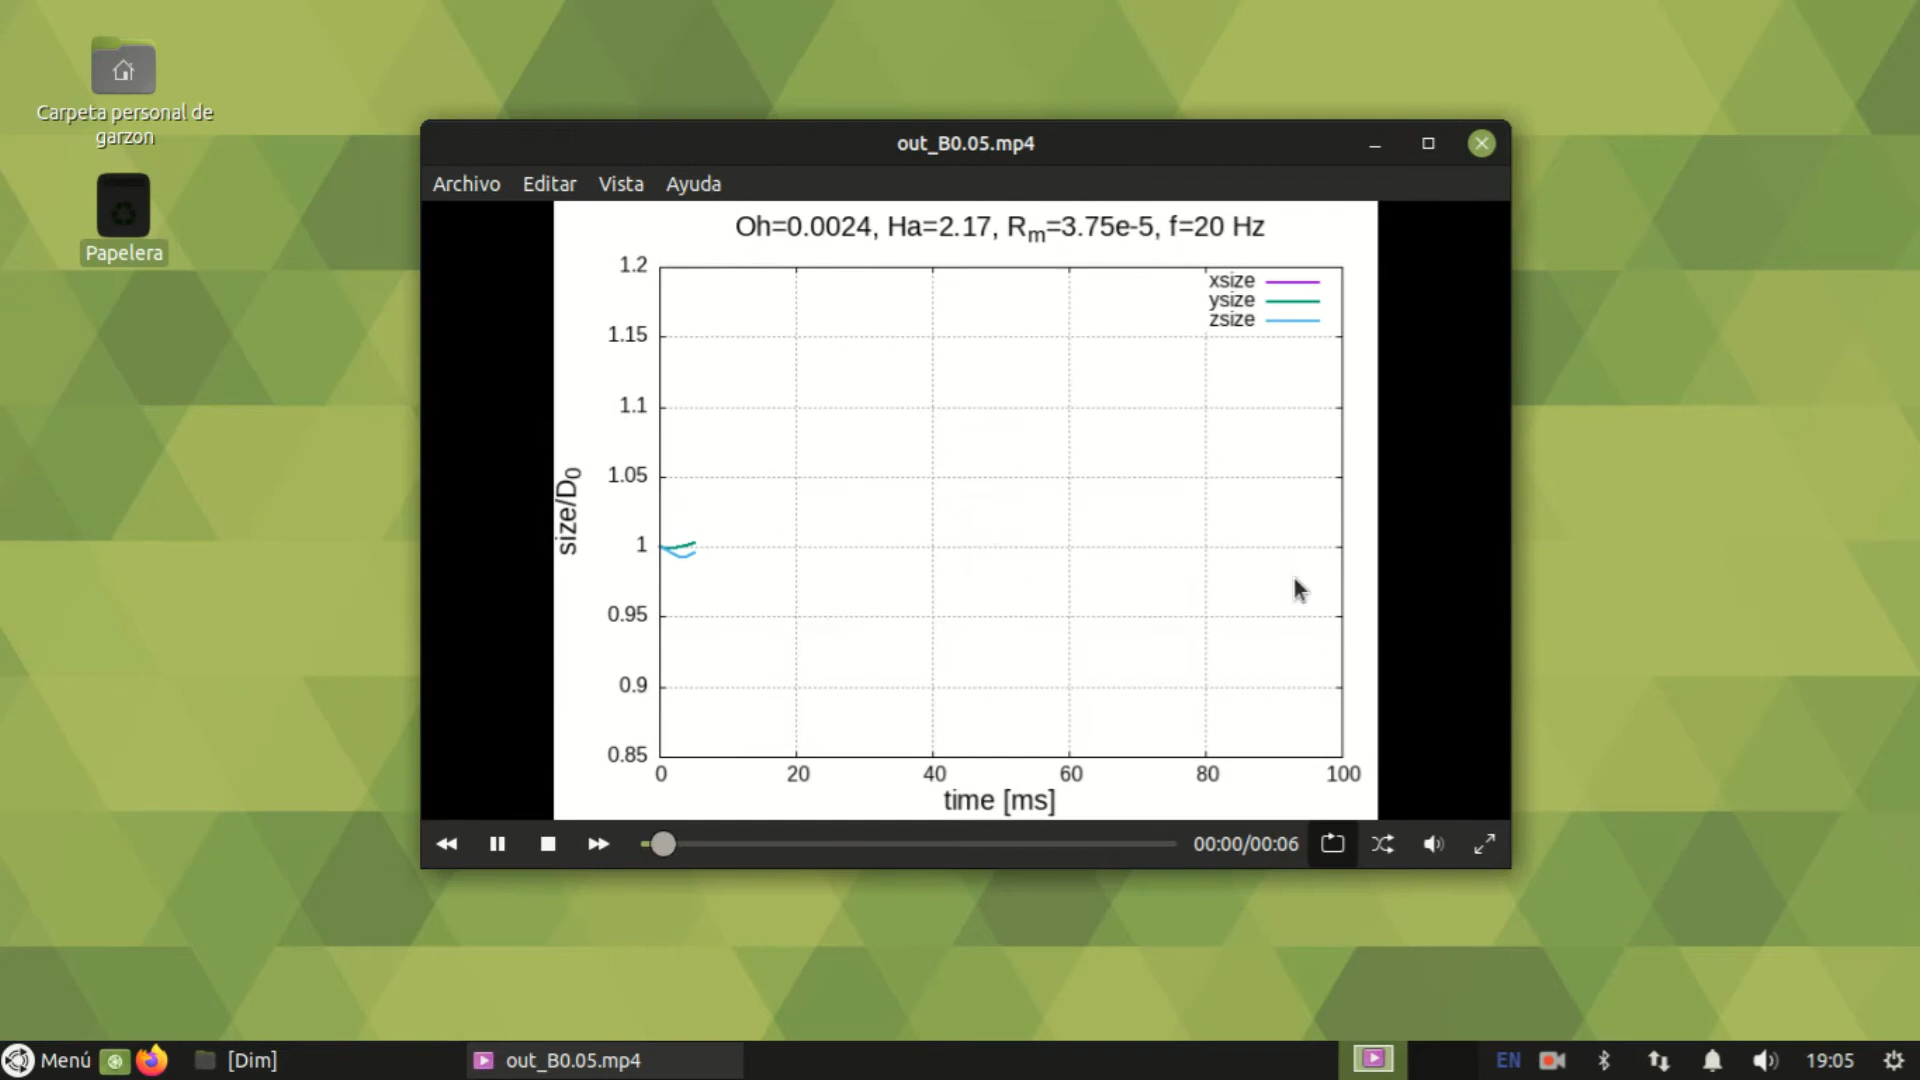 Carpeta personal de
garzon
Papelera
out_B0.05.mp4
Archivo Editar Vista Ayuda
Oh=0.0024, Ha=2.17, Rm=3.75e-5, f=20 Hz
xsize
ysize
zsize
1.2
1.15
1.1
1.05
1
0.95
0.9
0.85
size/D0
0 20 40 60 80 100
time [ms]
00:00/00:06
Menú [Dim] out_B0.05.mp4 EN 19:05